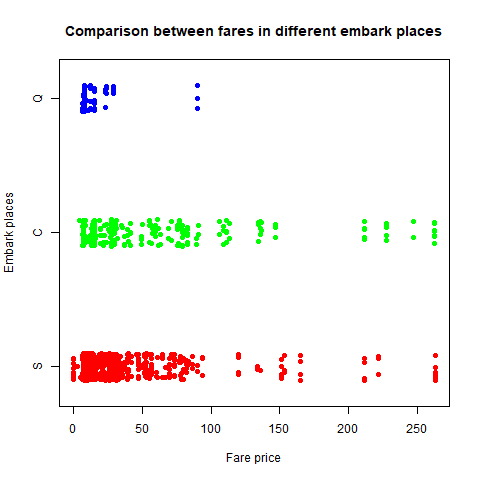 Comparison between fares in different embark places
Embark places
Q
C
S
0 50 100 150 200 250
Fare price